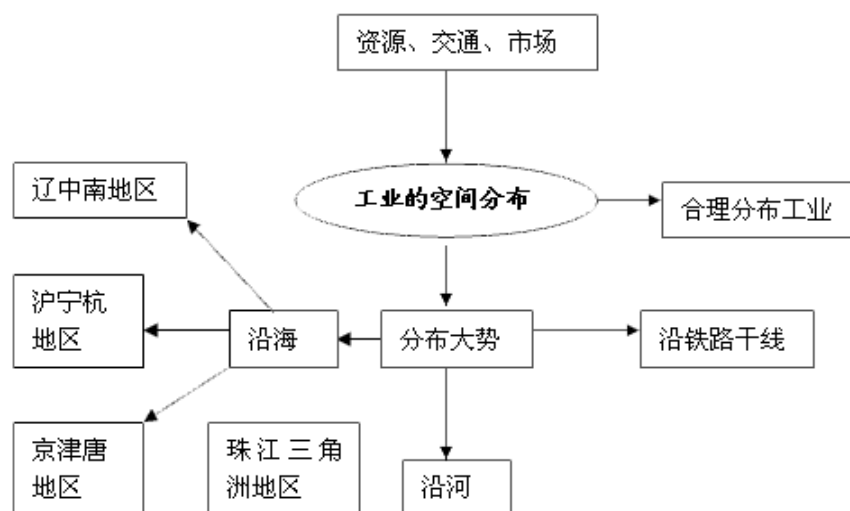 资源、交通、市场
辽中南地区
工业的空间分布
合理分布工业
沪宁杭
地区
沿海
分布大势
沿铁路干线
京津唐
地区
珠江三角
洲地区
沿河